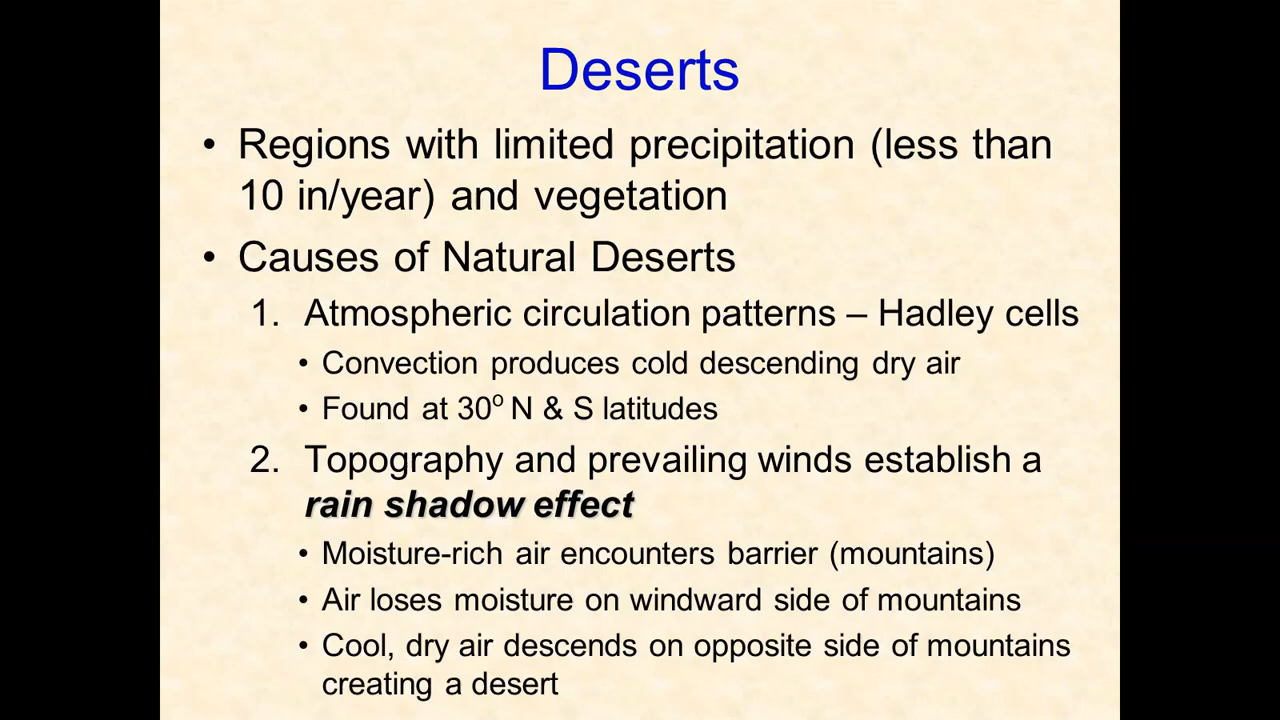 Deserts
• Regions with limited precipitation (less than
10 in/year) and vegetation
• Causes of Natural Deserts
1. Atmospheric circulation patterns – Hadley cells
• Convection produces cold descending dry air
• Found at 30º N & S latitudes
2. Topography and prevailing winds establish a
rain shadow effect
• Moisture-rich air encounters barrier (mountains)
• Air loses moisture on windward side of mountains
• Cool, dry air descends on opposite side of mountains
creating a desert